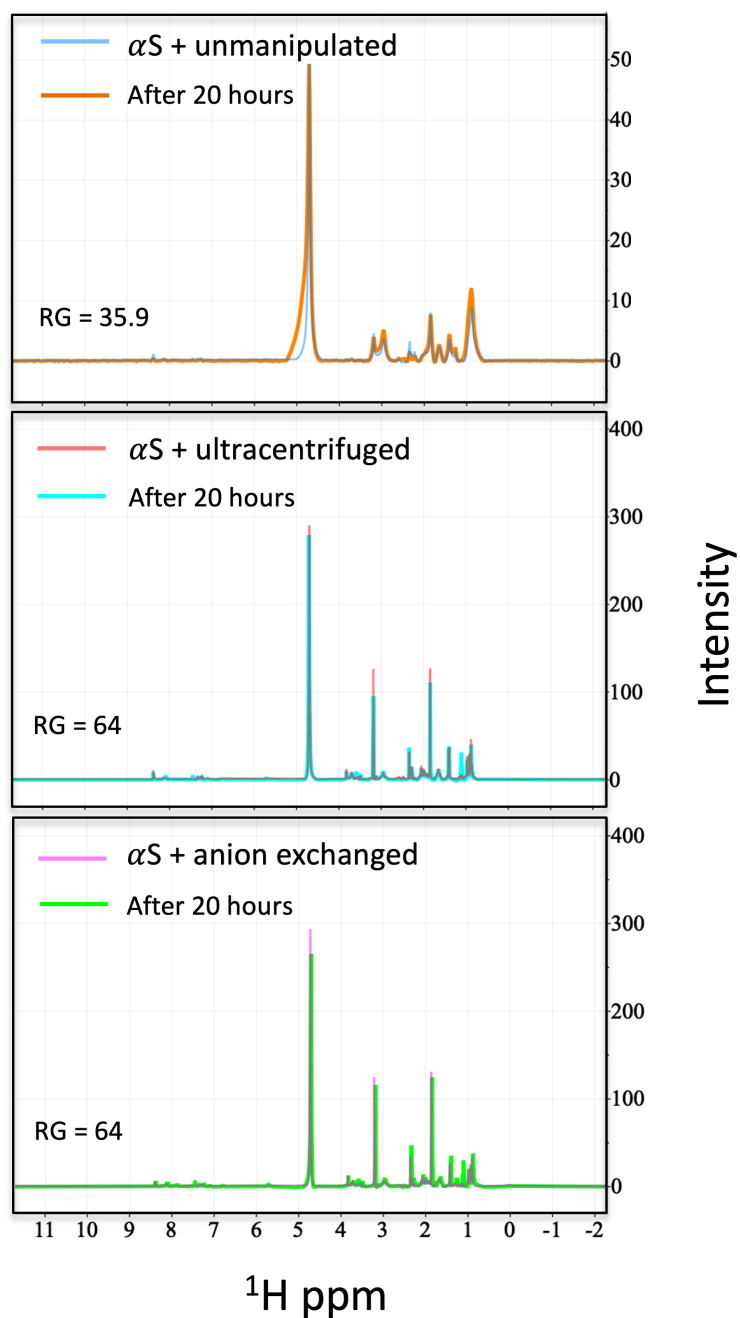 αS + unmanipulated
After 20 hours
50
40
30
20
10
0
RG = 35.9
αS + ultracentrifuged
After 20 hours
400
300
200
100
0
RG = 64
Intensity
αS + anion exchanged
After 20 hours
400
300
200
100
0
RG = 64
11 10 9 8 7 6 5 4 3 2 1 0 -1 -2
¹H ppm